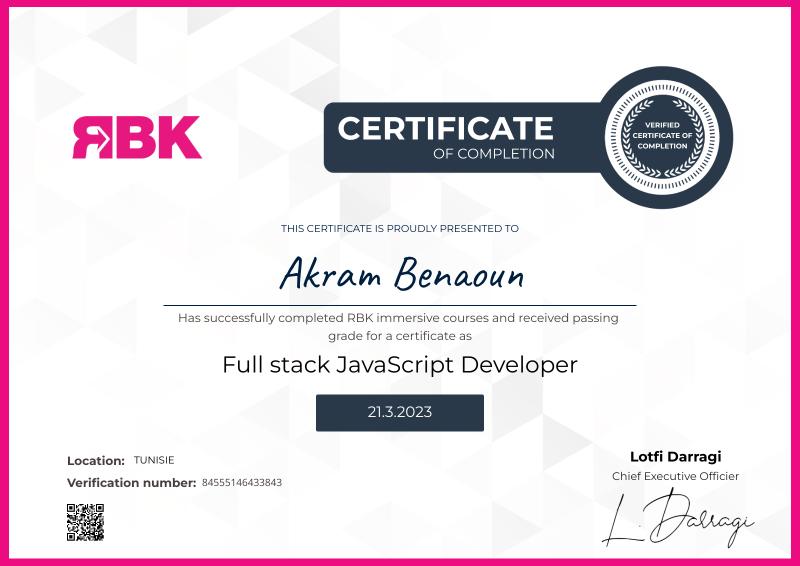 RBK
CERTIFICATE
OF COMPLETION
VERIFIED
CERTIFICATE OF
COMPLETION
THIS CERTIFICATE IS PROUDLY PRESENTED TO
Akram Benaoun
Has successfully completed RBK immersive courses and received passing
grade for a certificate as
Full stack JavaScript Developer
21.3.2023
Location: TUNISIE
Verification number: 84555146433843
Lotfi Darragi
Chief Executive Officier
L. Darragi